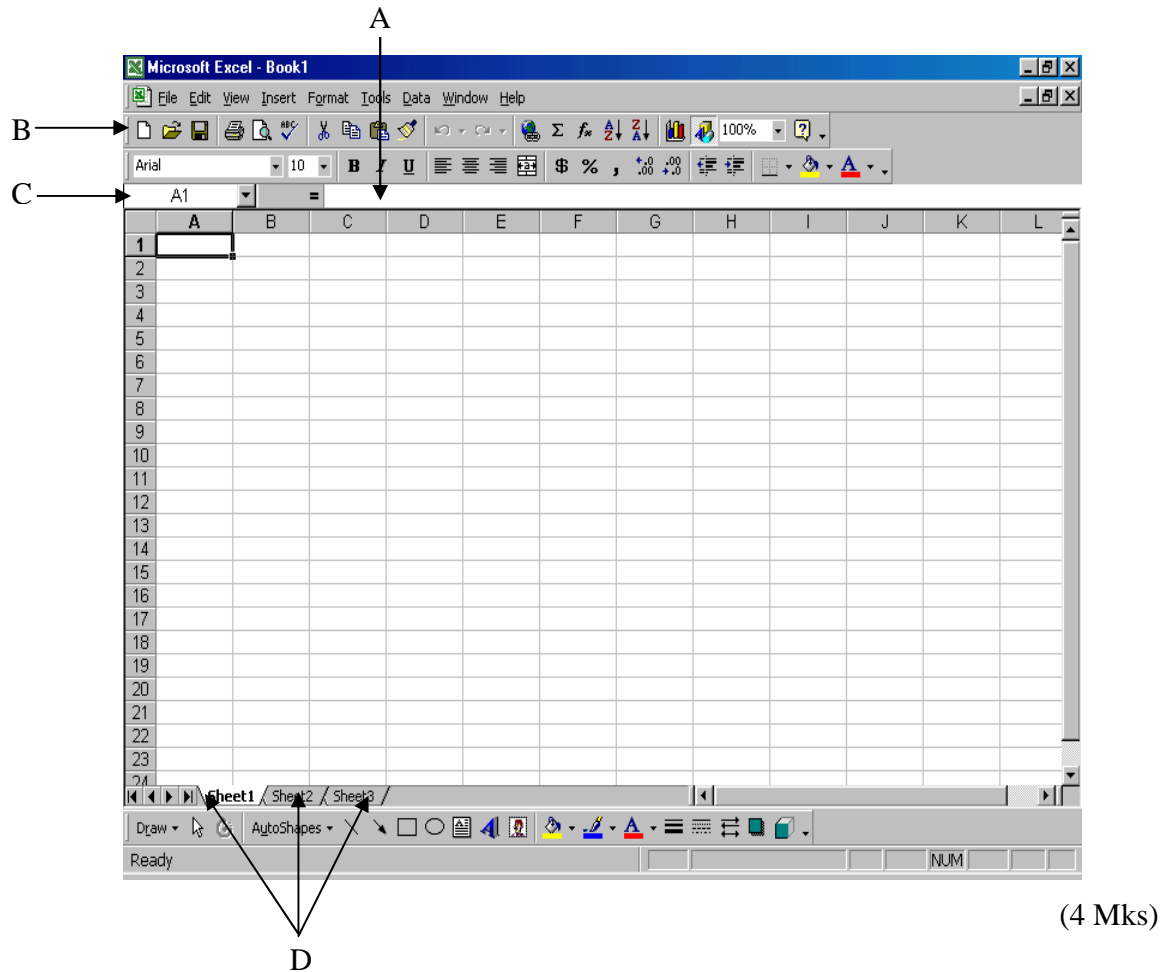 A
Microsoft Excel - Book1
File Edit View Insert Format Tools Data Window Help
B
100%
Arial 10 B I U $ % ,
C
A1 =
A B C D E F G H I J K L
1
2
3
4
5
6
7
8
9
10
11
12
13
14
15
16
17
18
19
20
21
22
23
24
Sheet1 Sheet2 Sheet3
Draw AutoShapes
Ready NUM
(4 Mks)
D